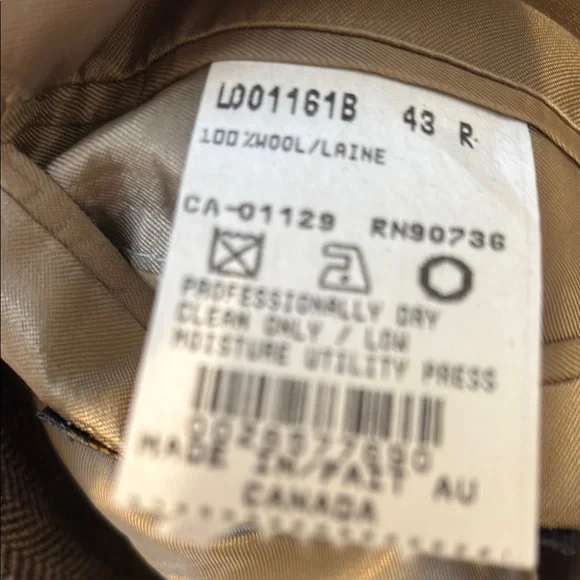 L001161B 43 R
100%WOOL/LAINE
CA-01129 RN90736
PROFESSIONALLY DRY
CLEAN ONLY / LOW
MOISTURE UTILITY PRESS
MADE IN/FAIT AU
CANADA